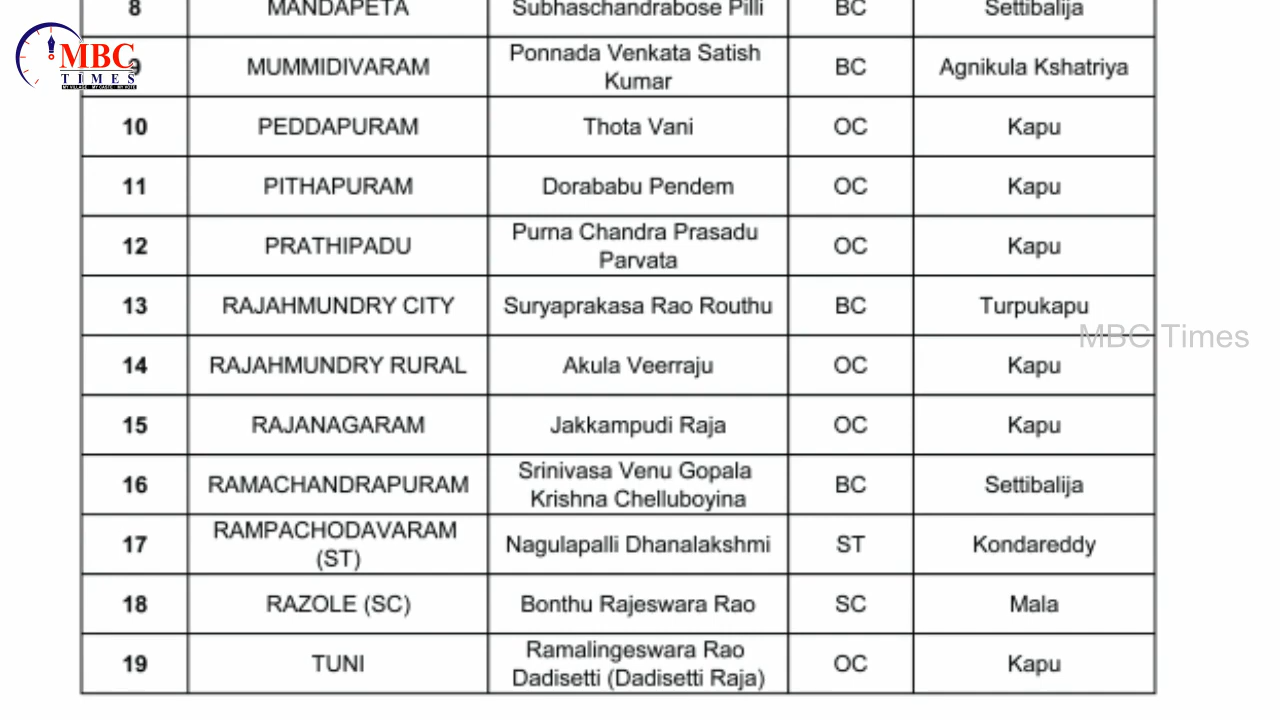 8 MANDAPETA Subhaschandrabose Pilli BC Settibalija
MBC
TIMES
9 MUMMIDIVARAM Ponnada Venkata Satish
Kumar BC Agnikula Kshatriya
10 PEDDAPURAM Thota Vani OC Kapu
11 PITHAPURAM Dorababu Pendem OC Kapu
12 PRATHIPADU Purna Chandra Prasadu
Parvata OC Kapu
13 RAJAHMUNDRY CITY Suryaprakasa Rao Routhu BC Turpukapu
MBC Times
14 RAJAHMUNDRY RURAL Akula Veerraju OC Kapu
15 RAJANAGARAM Jakkampudi Raja OC Kapu
16 RAMACHANDRAPURAM Srinivasa Venu Gopala
Krishna Chelluboyina BC Settibalija
17 RAMPACHODAVARAM
(ST) Nagulapalli Dhanalakshmi ST Kondareddy
18 RAZOLE (SC) Bonthu Rajeswara Rao SC Mala
19 TUNI Ramalingeswara Rao
Dadisetti (Dadisetti Raja) OC Kapu